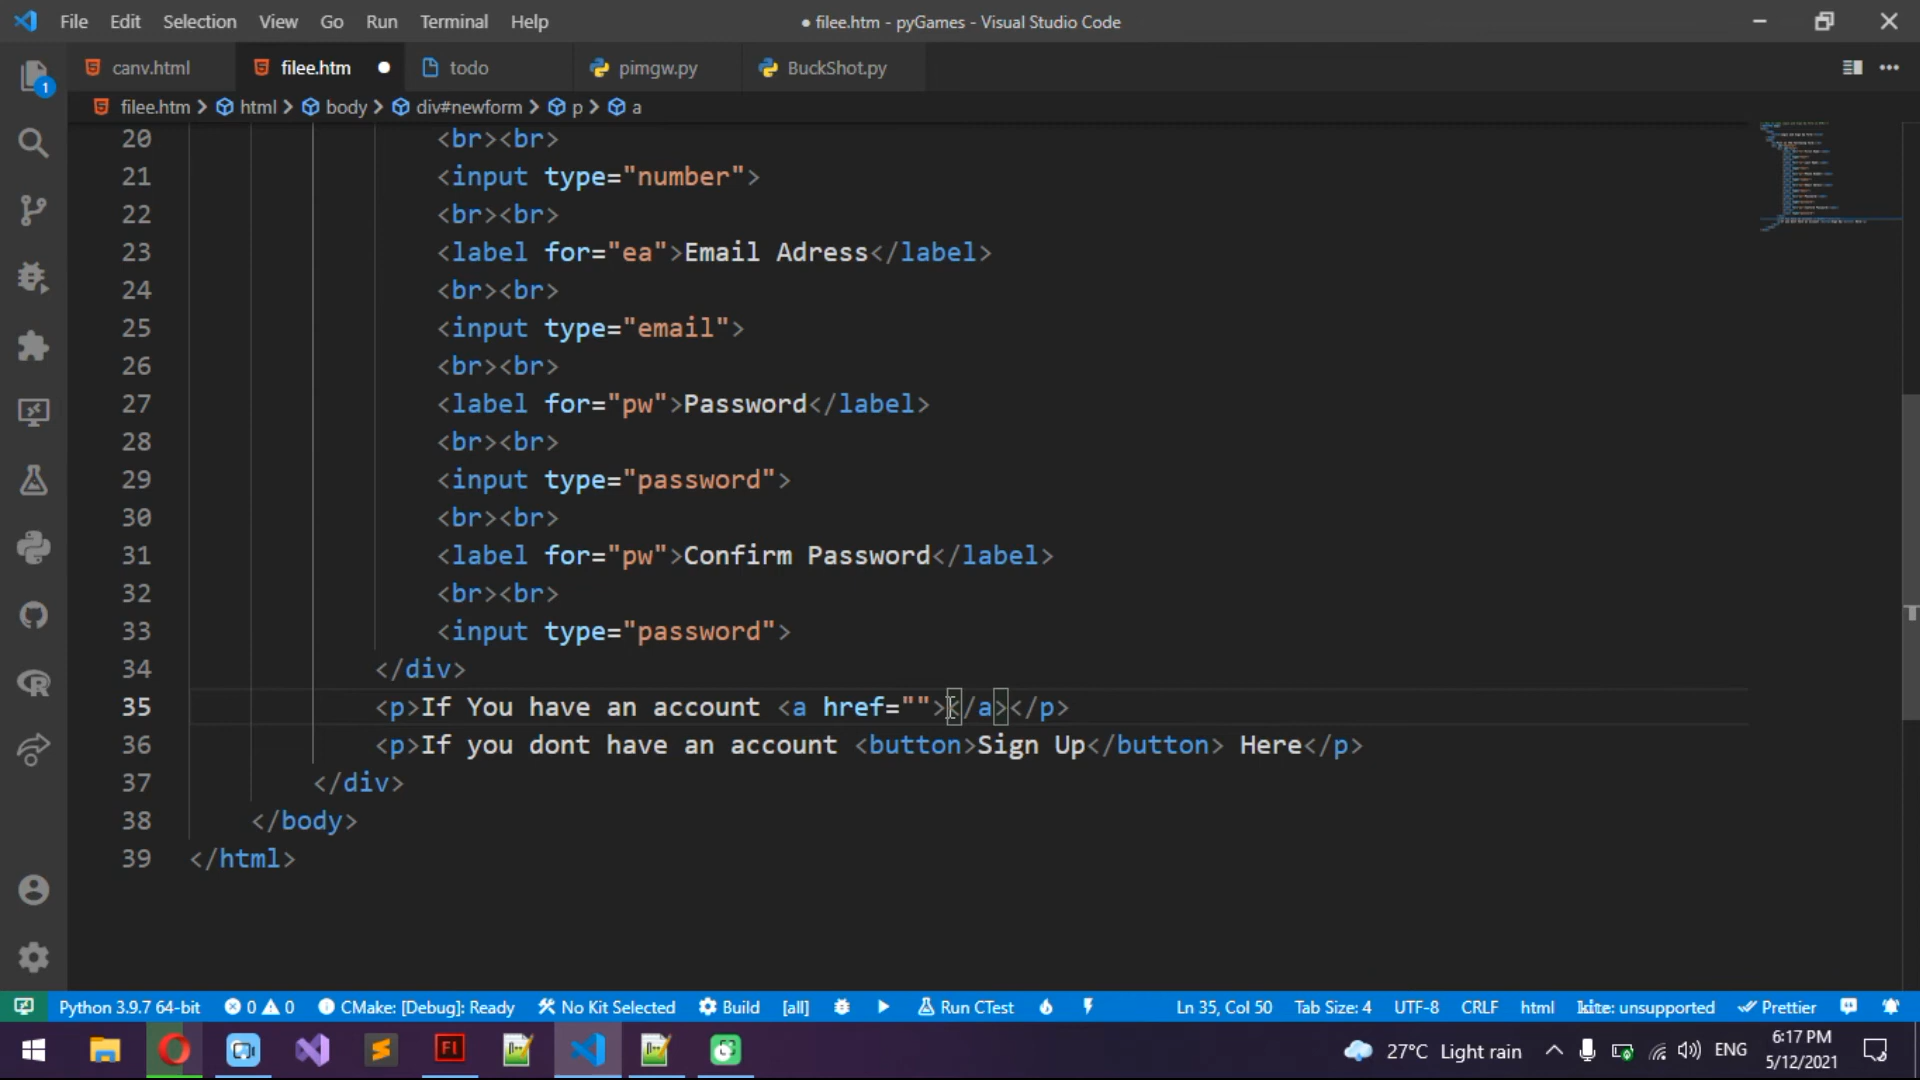 File Edit Selection View Go Run Terminal Help
● filee.htm - pyGames - Visual Studio Code
1
canv.html filee.htm todo pimgw.py BuckShot.py
filee.htm > html > body > div#newform > p > a
20 <br><br>
21 <input type="number">
22 <br><br>
23 <label for="ea">Email Adress</label>
24 <br><br>
25 <input type="email">
26 <br><br>
27 <label for="pw">Password</label>
28 <br><br>
29 <input type="password">
30 <br><br>
31 <label for="pw">Confirm Password</label>
32 <br><br>
33 <input type="password">
34 </div>
35 <p>If You have an account <a href=""></a></p>
36 <p>If you dont have an account <button>Sign Up</button> Here</p>
37 </div>
38 </body>
39 </html>
Python 3.9.7 64-bit 0 0 CMake: [Debug]: Ready No Kit Selected Build [all] Run CTest Ln 35, Col 50 Tab Size: 4 UTF-8 CRLF html kite: unsupported Prettier
27°C Light rain ENG 6:17 PM
5/12/2021